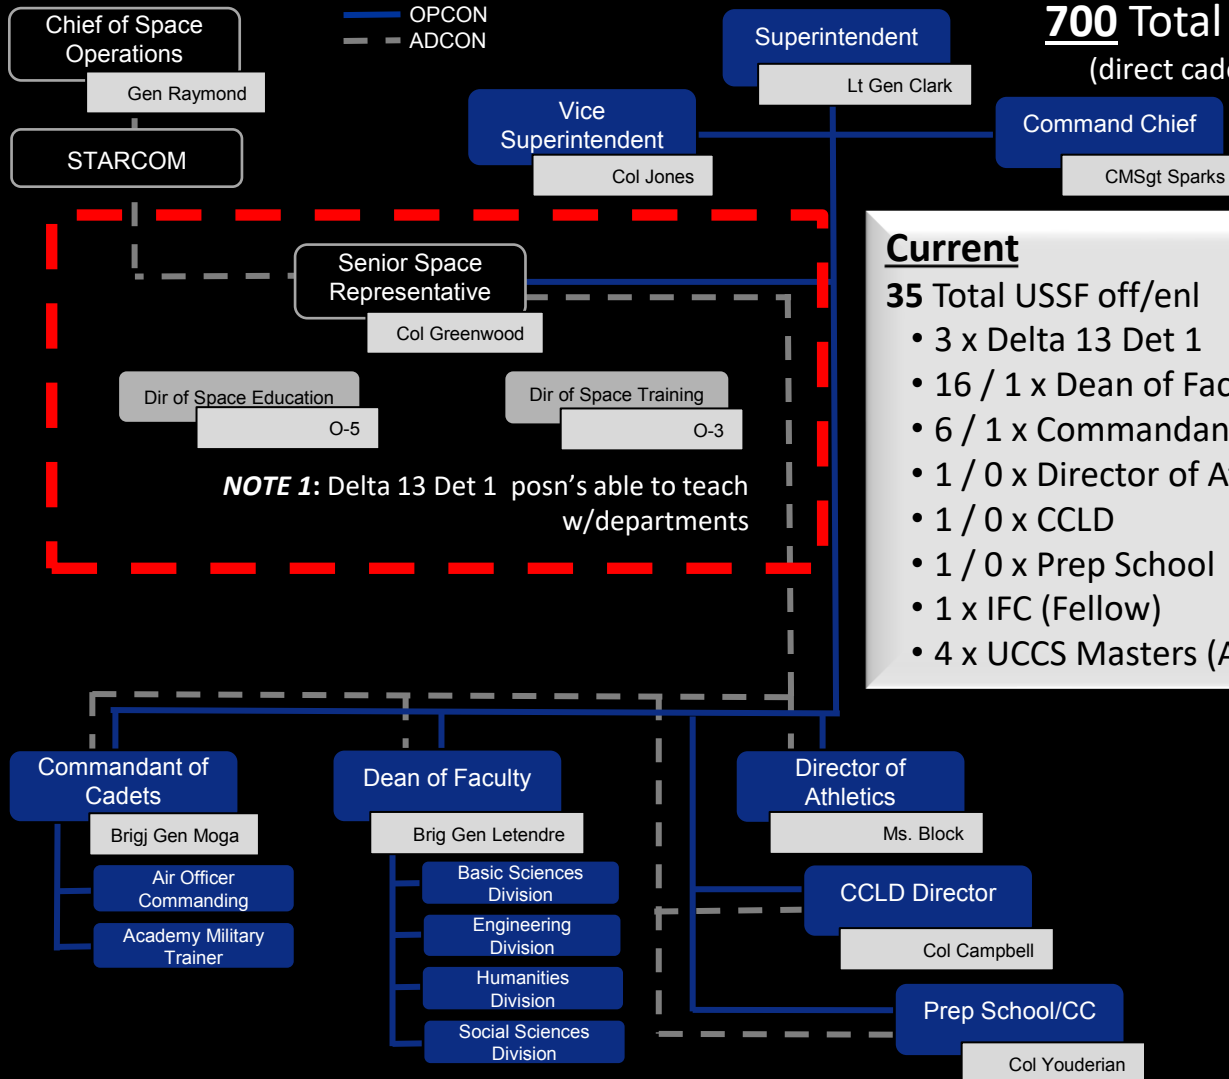 Chief of Space
Operations
Gen Raymond
STARCOM
OPCON
ADCON
Superintendent
Lt Gen Clark
700 Total
(direct cade
Vice
Superintendent
Col Jones
Command Chief
CMSgt Sparks
Senior Space
Representative
Col Greenwood
Dir of Space Education
O-5
Dir of Space Training
O-3
NOTE 1: Delta 13 Det 1 posn's able to teach
w/departments
Current
35 Total USSF off/enl
• 3 x Delta 13 Det 1
• 16 / 1 x Dean of Fac
• 6 / 1 x Commandan
• 1 / 0 x Director of A
• 1 / 0 x CCLD
• 1 / 0 x Prep School
• 1 x IFC (Fellow)
• 4 x UCCS Masters (A
Commandant of
Cadets
Brigj Gen Moga
Air Officer
Commanding
Academy Military
Trainer
Dean of Faculty
Brig Gen Letendre
Basic Sciences
Division
Engineering
Division
Humanities
Division
Social Sciences
Division
Director of
Athletics
Ms. Block
CCLD Director
Col Campbell
Prep School/CC
Col Youderian